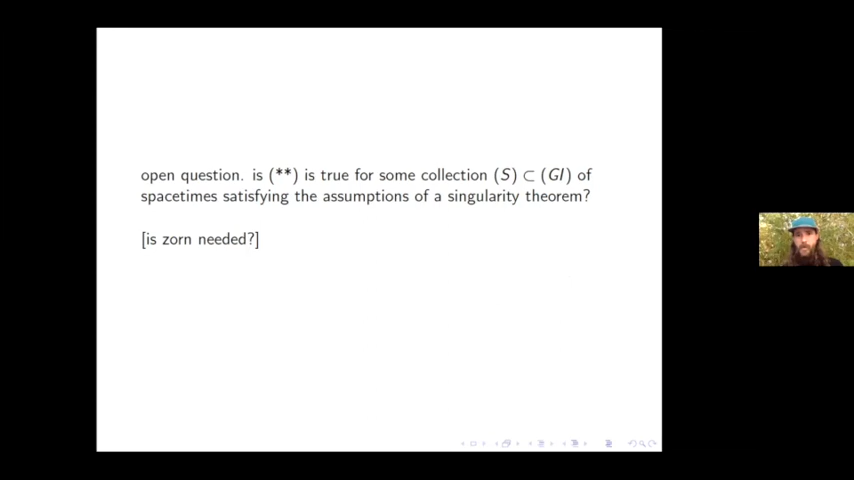 open question. is (**) is true for some collection (S) ⊂ (GI) of
spacetimes satisfying the assumptions of a singularity theorem?
[is zorn needed?]